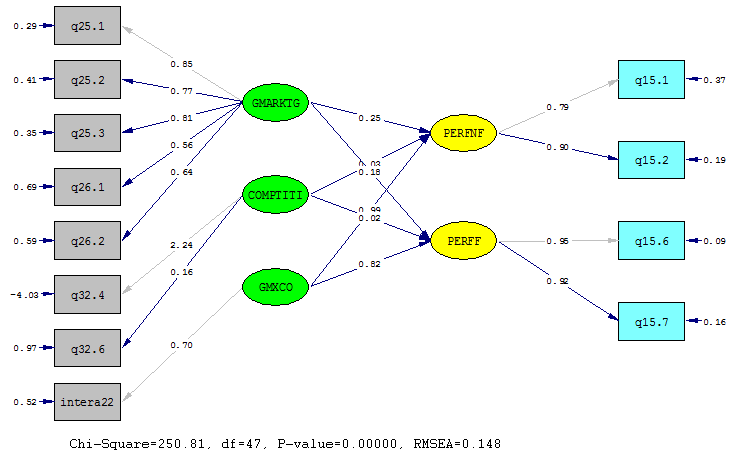 0.29 q25.1
0.41 q25.2
0.35 q25.3
0.69 q26.1
0.59 q26.2
-4.03 q32.4
0.97 q32.6
0.52 intera22
0.85
0.77
0.81
0.56
0.64
2.24
0.16
0.70
GMARKTG
COMPTITI
GMXCO
0.25
0.18
0.02
0.82
PERFNF
PERFF
0.79
0.90
0.95
0.92
q15.1 0.37
q15.2 0.19
q15.6 0.09
q15.7 0.16
Chi-Square=250.81, df=47, P-value=0.00000, RMSEA=0.148